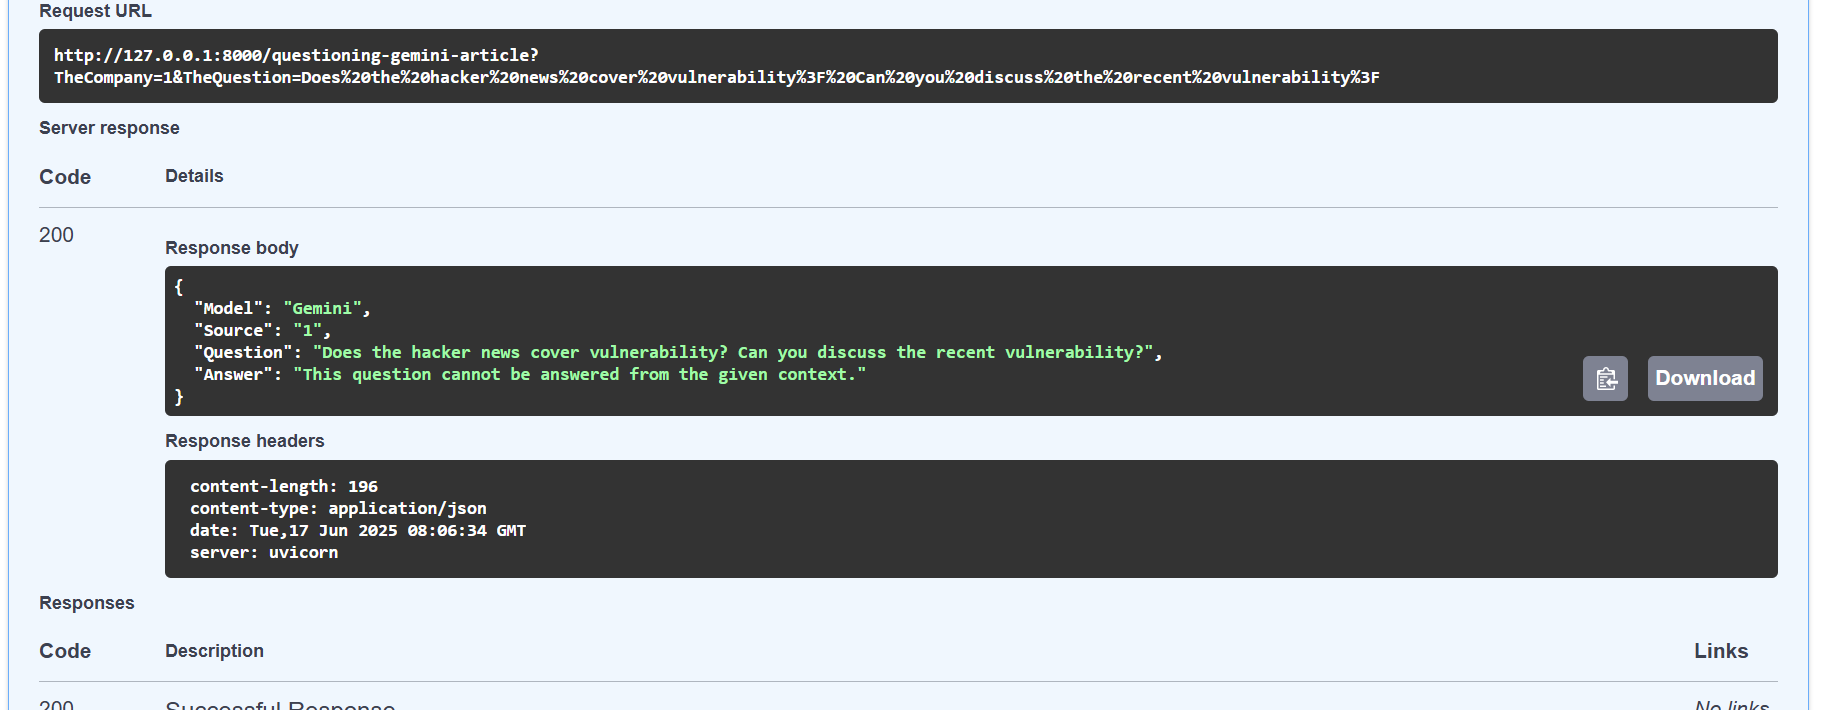 Request URL
http://127.0.0.1:8000/questioning-gemini-article?
TheCompany=1&TheQuestion=Does%20the%20hacker%20news%20cover%20vulnerability%3F%20Can%20you%20discuss%20the%20recent%20vulnerability%3F
Server response
Code Details
200
Response body
{
"Model": "Gemini",
"Source": "1",
"Question": "Does the hacker news cover vulnerability? Can you discuss the recent vulnerability?",
"Answer": "This question cannot be answered from the given context."
}
Download
Response headers
content-length: 196
content-type: application/json
date: Tue,17 Jun 2025 08:06:34 GMT
server: uvicorn
Responses
Code Description Links
200 Successful Response No links